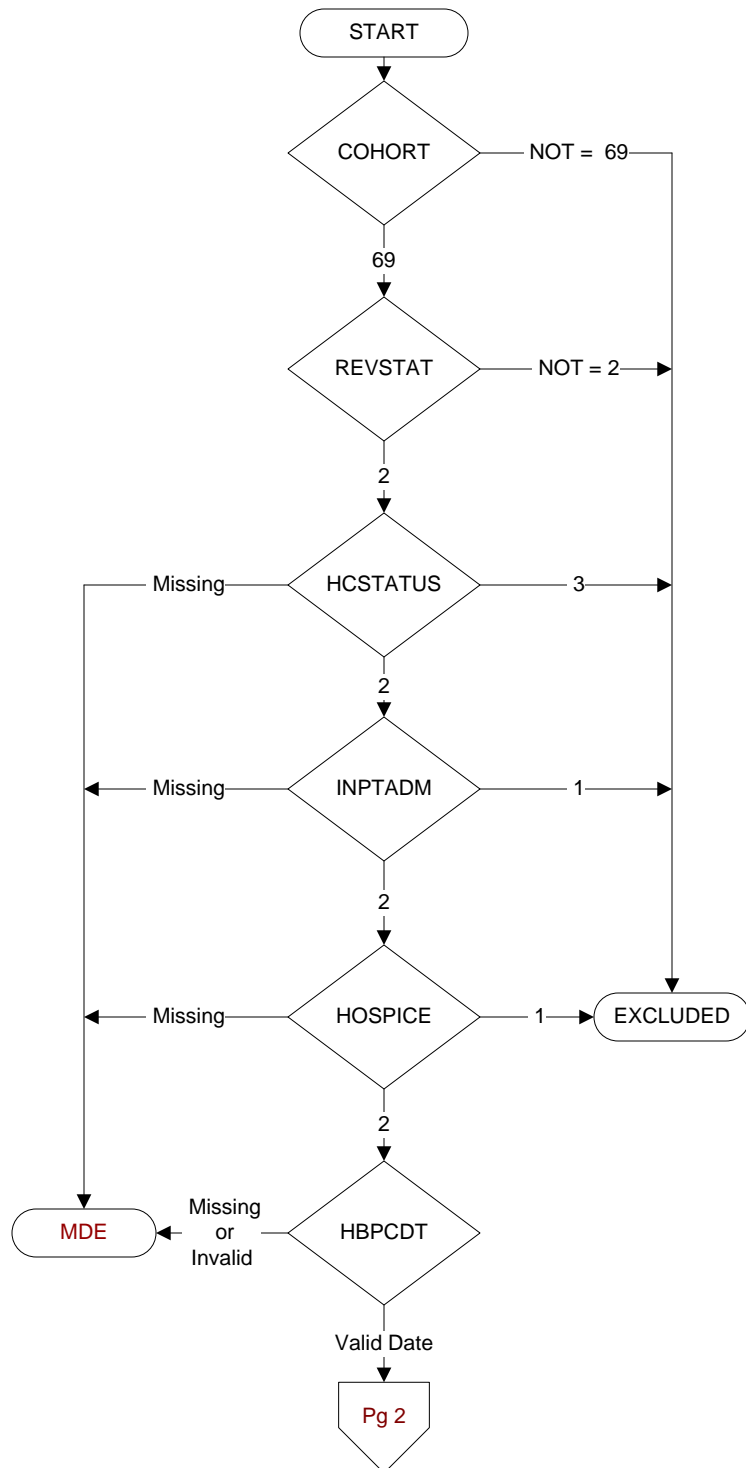 START
COHORT
NOT = 69
69
REVSTAT
NOT = 2
2
Missing
HCSTATUS
3
2
Missing
INPTADM
1
2
Missing
HOSPICE
1
EXCLUDED
2
MDE
Missing
or
Invalid
HBPCDT
Valid Date
Pg 2